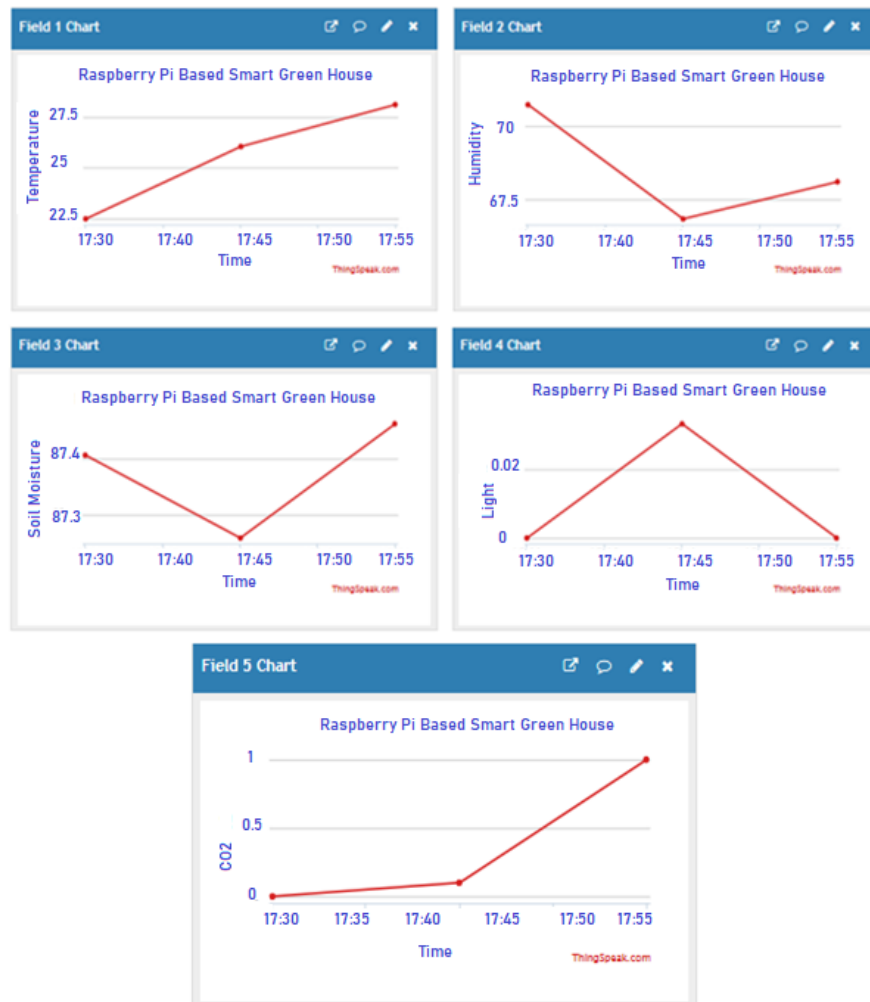 Field 1 Chart
Raspberry Pi Based Smart Green House
Temperature
27.5
25
22.5
17:30 17:40 17:45 17:50 17:55
Time
ThingSpeak.com
Field 2 Chart
Raspberry Pi Based Smart Green House
Humidity
70
67.5
17:30 17:40 17:45 17:50 17:55
Time
ThingSpeak.com
Field 3 Chart
Raspberry Pi Based Smart Green House
Soil Moisture
87.4
87.3
17:30 17:40 17:45 17:50 17:55
Time
ThingSpeak.com
Field 4 Chart
Raspberry Pi Based Smart Green House
Light
0.02
0
17:30 17:40 17:45 17:50 17:55
Time
ThingSpeak.com
Field 5 Chart
Raspberry Pi Based Smart Green House
CO2
1
0.5
0
17:30 17:35 17:40 17:45 17:50 17:55
Time
ThingSpeak.com